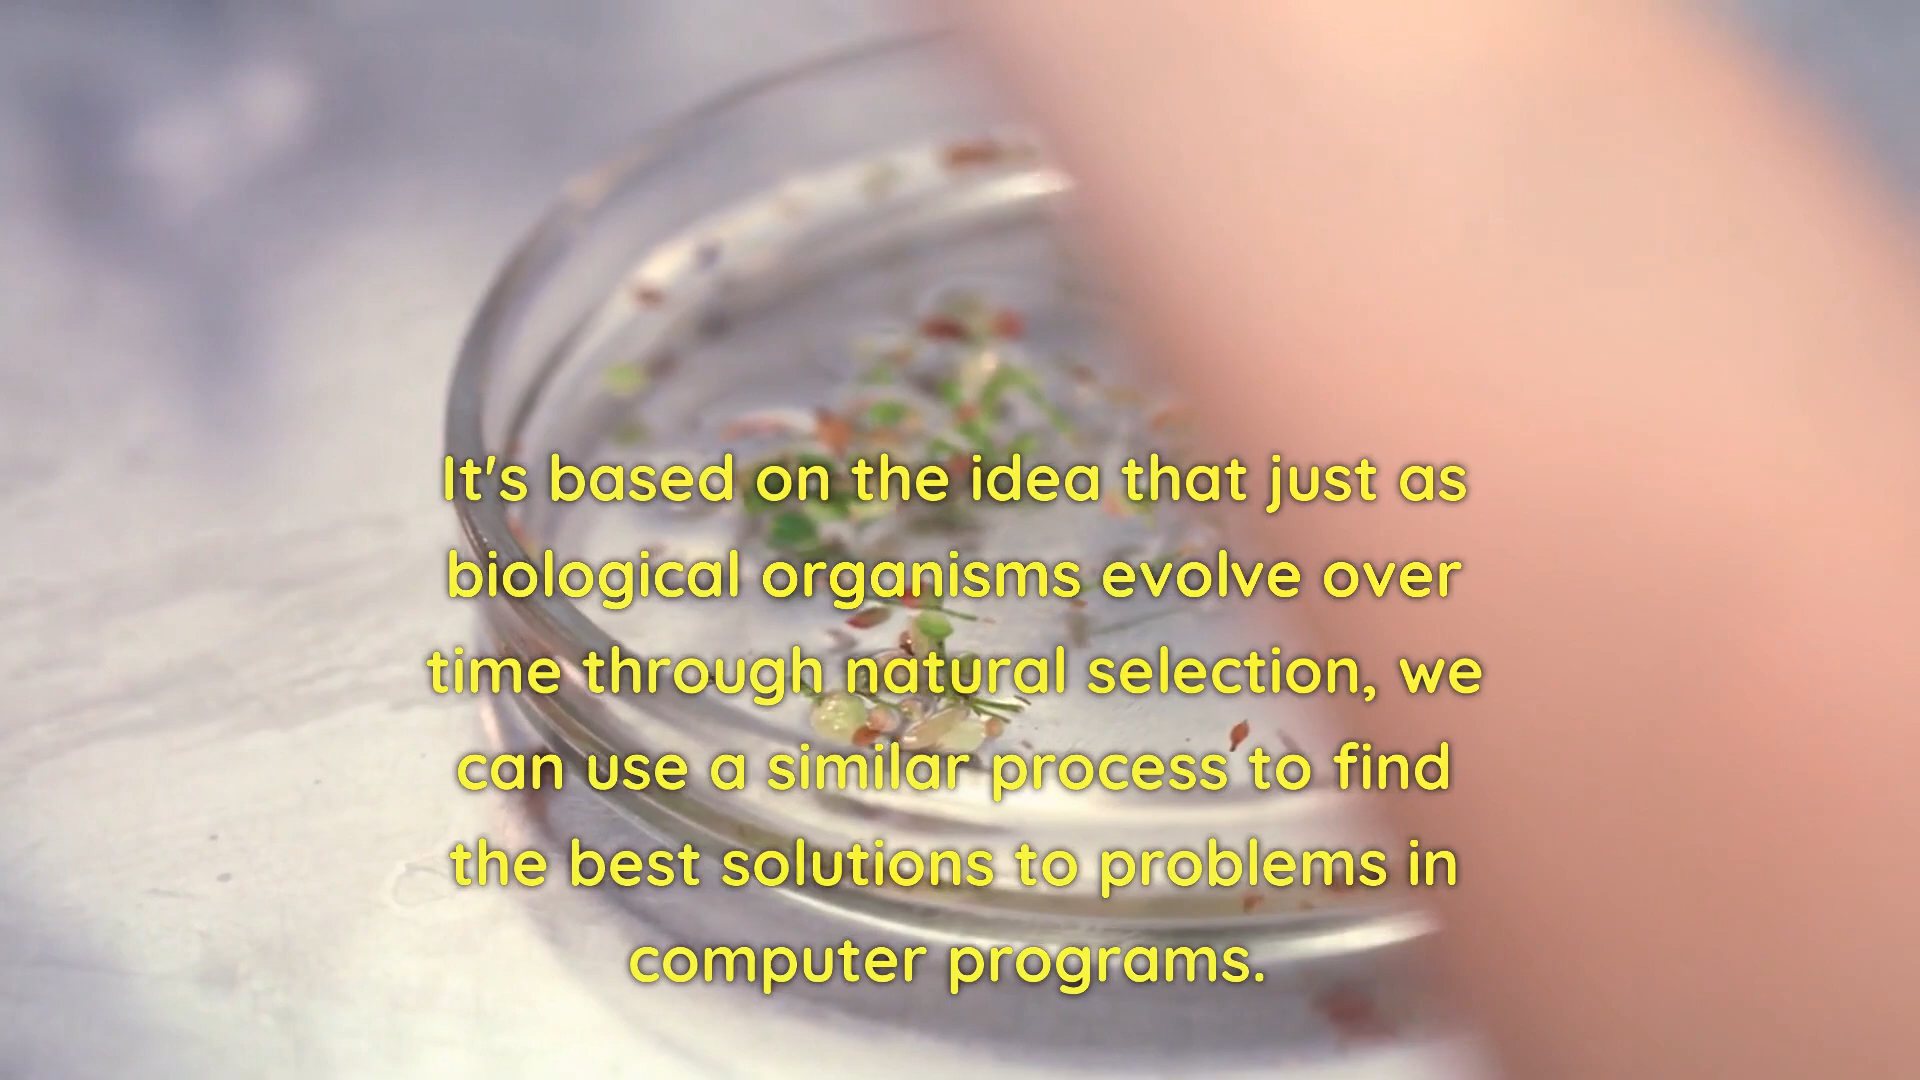 It's based on the idea that just as
biological organisms evolve over
time through natural selection, we
can use a similar process to find
the best solutions to problems in
computer programs.